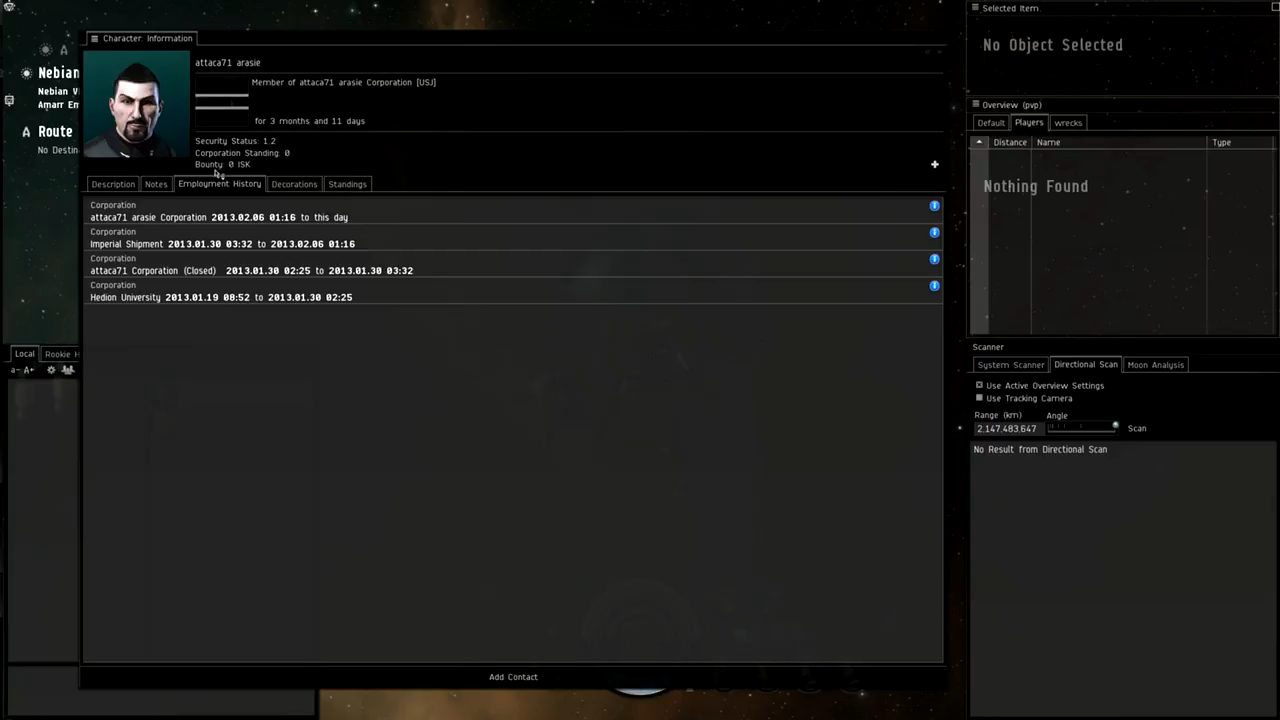 Character Information
attaca71 arasie
Member of attaca71 arasie Corporation [USJ]
for 3 months and 11 days
Security Status: 1.2
Corporation Standing: 0
Bounty: 0 ISK
Description Notes Employment History Decorations Standings
Corporation
attaca71 arasie Corporation 2013.02.06 01:16 to this day
Corporation
Imperial Shipment 2013.01.30 03:32 to 2013.02.06 01:16
Corporation
attaca71 Corporation (Closed) 2013.01.30 02:25 to 2013.01.30 03:32
Corporation
Hedion University 2013.01.19 08:52 to 2013.01.30 02:25
Add Contact
A
Nebian
Nebian
Amarr
A Route
No
Local Rookie
a- A+
Selected Item
No Object Selected
Overview (pvp)
Default Players wrecks
Distance Name Type
Nothing Found
Scanner
System Scanner Directional Scan Moon Analysis
Use Active Overview Settings
Use Tracking Camera
Range (km) Angle
2,147,483,647 Scan
No Result from Directional Scan